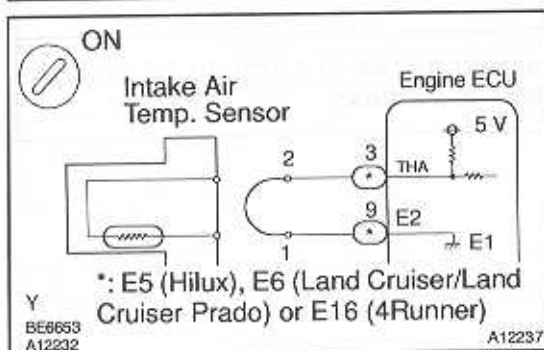 ON
Intake Air
Temp. Sensor
Engine ECU
5 V
2
3
*
THA
9
*
E2
1
E1
*: E5 (Hilux), E6 (Land Cruiser/Land
Cruiser Prado) or E16 (4Runner)
Y
BE6653
A12232
A12237